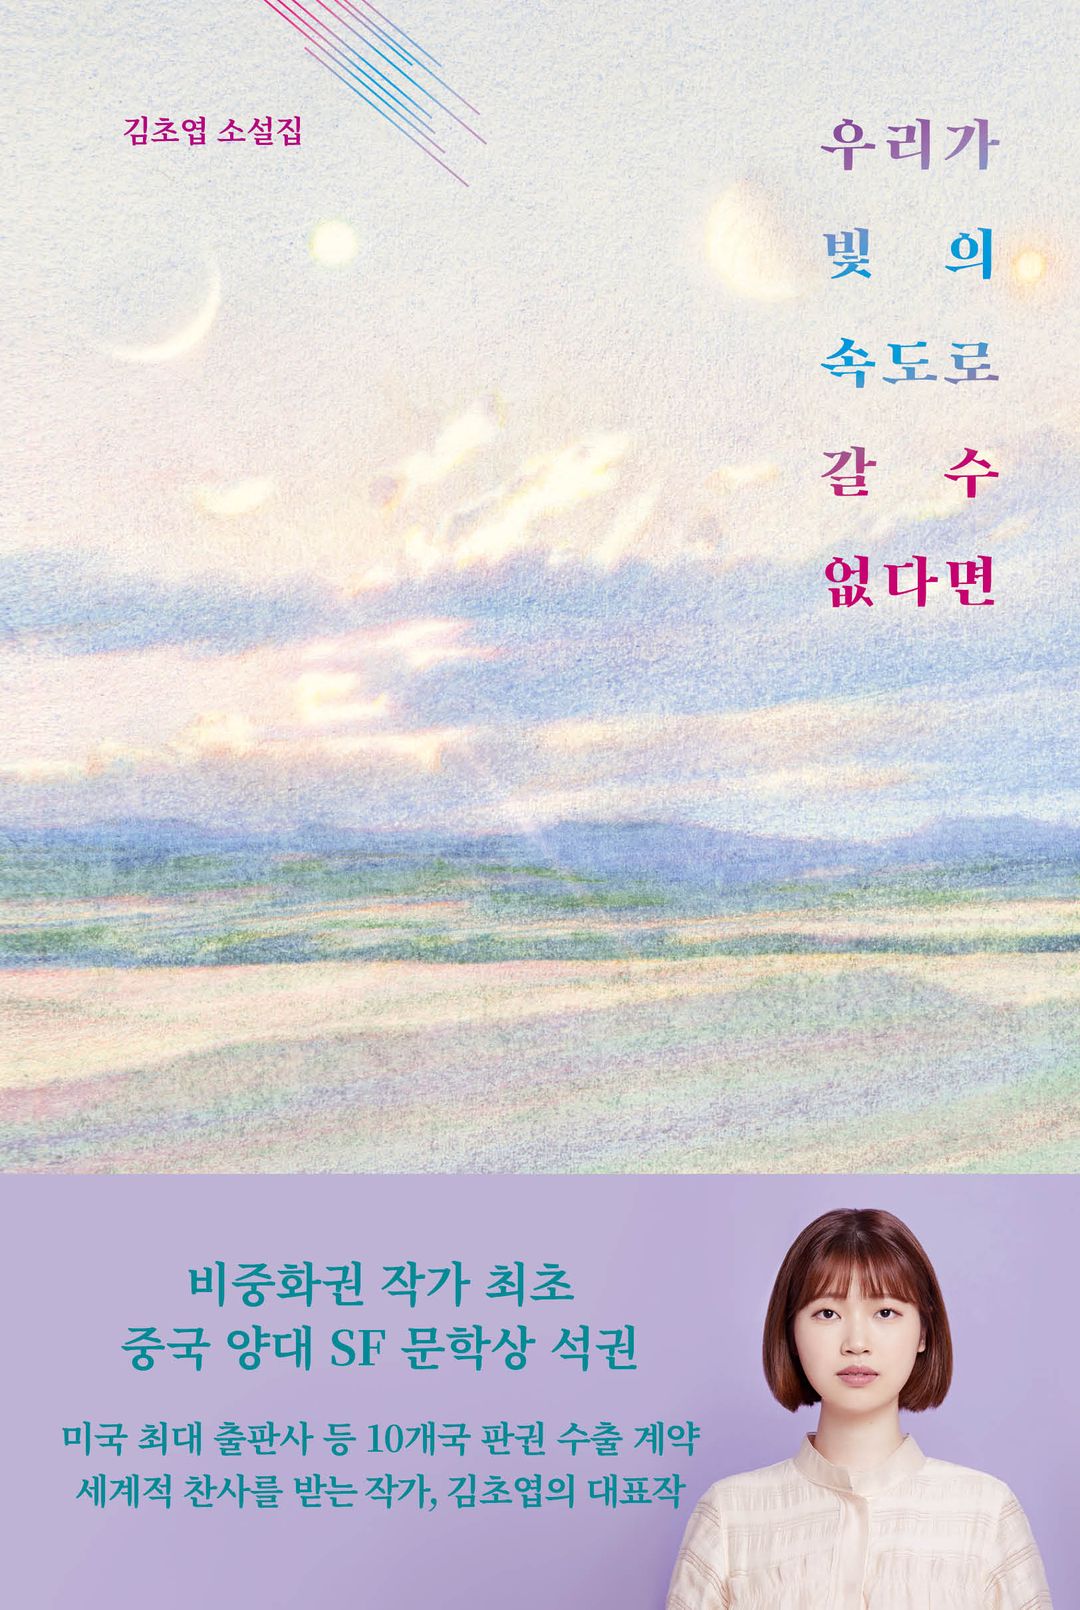 김초엽 소설집
우리가
빛의
속도로
갈 수
없다면
비중화권 작가 최초
중국 양대 SF 문학상 석권
미국 최대 출판사 등 10개국 판권 수출 계약
세계적 찬사를 받는 작가, 김초엽의 대표작